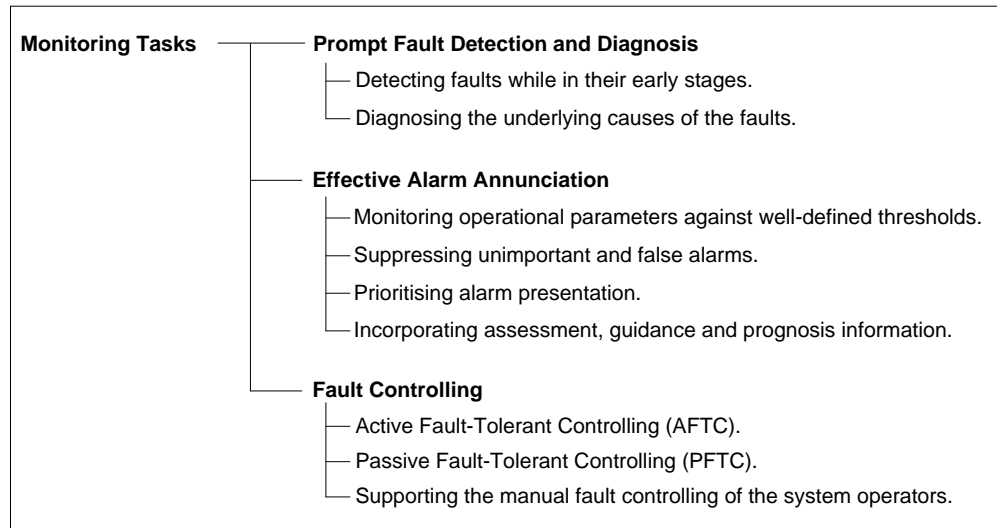 Monitoring Tasks
Prompt Fault Detection and Diagnosis
Detecting faults while in their early stages.
Diagnosing the underlying causes of the faults.
Effective Alarm Annunciation
Monitoring operational parameters against well-defined thresholds.
Suppressing unimportant and false alarms.
Prioritising alarm presentation.
Incorporating assessment, guidance and prognosis information.
Fault Controlling
Active Fault-Tolerant Controlling (AFTC).
Passive Fault-Tolerant Controlling (PFTC).
Supporting the manual fault controlling of the system operators.